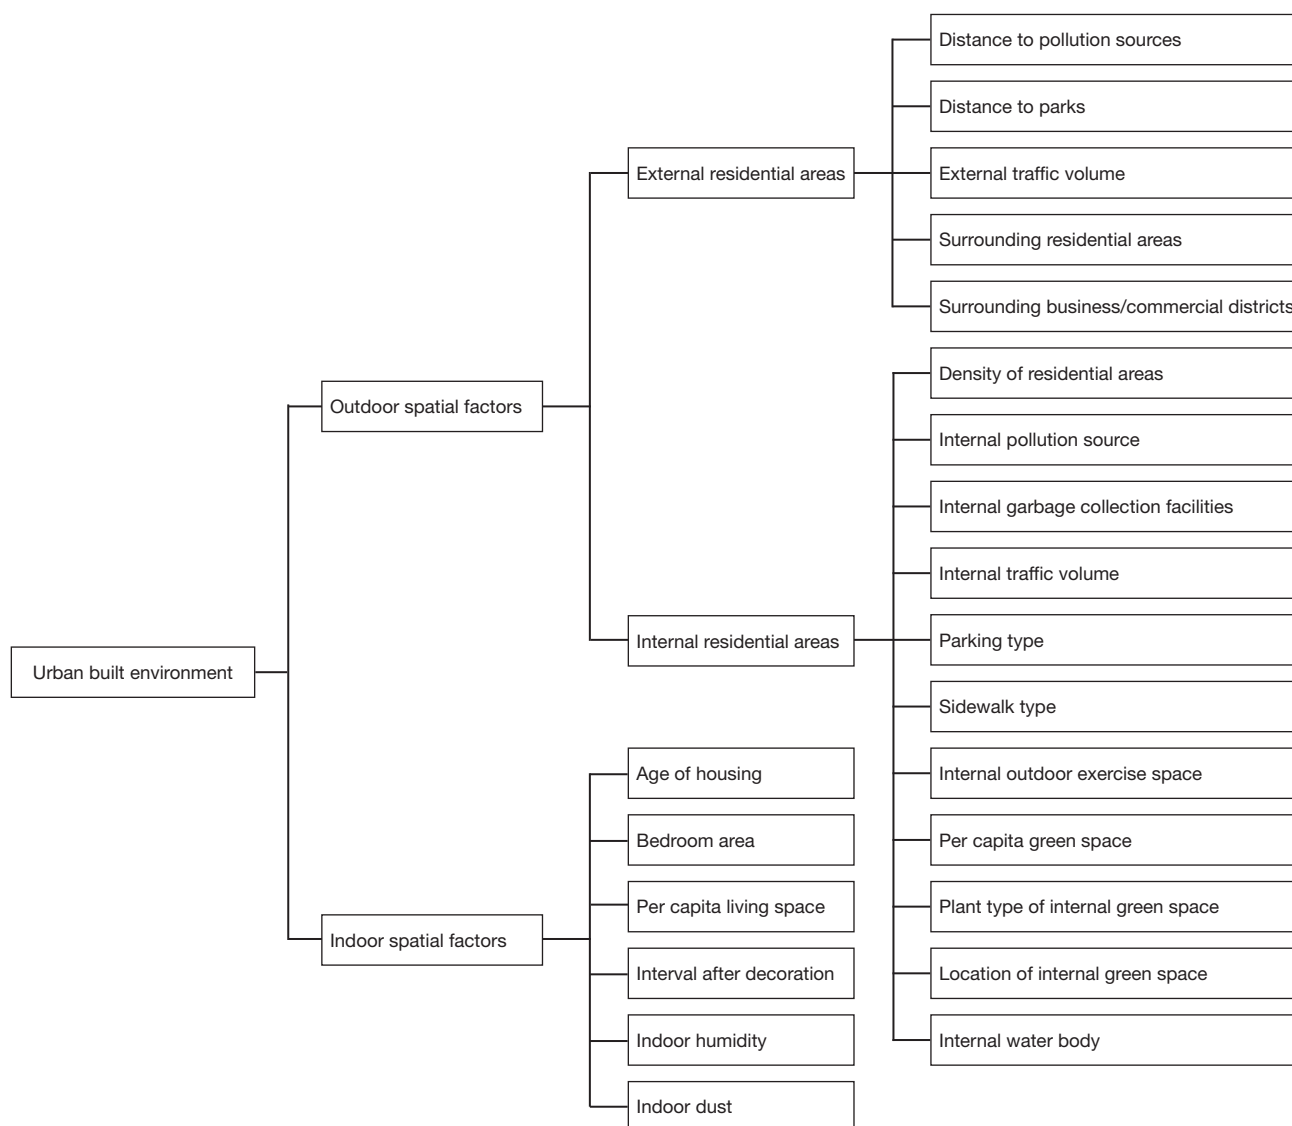 Distance to pollution sources
Distance to parks
External residential areas
External traffic volume
Surrounding residential areas
Surrounding business/commercial districts
Density of residential areas
Outdoor spatial factors
Internal pollution source
Internal garbage collection facilities
Internal traffic volume
Internal residential areas
Parking type
Urban built environment
Sidewalk type
Age of housing
Internal outdoor exercise space
Bedroom area
Per capita green space
Per capita living space
Plant type of internal green space
Indoor spatial factors
Interval after decoration
Location of internal green space
Indoor humidity
Internal water body
Indoor dust